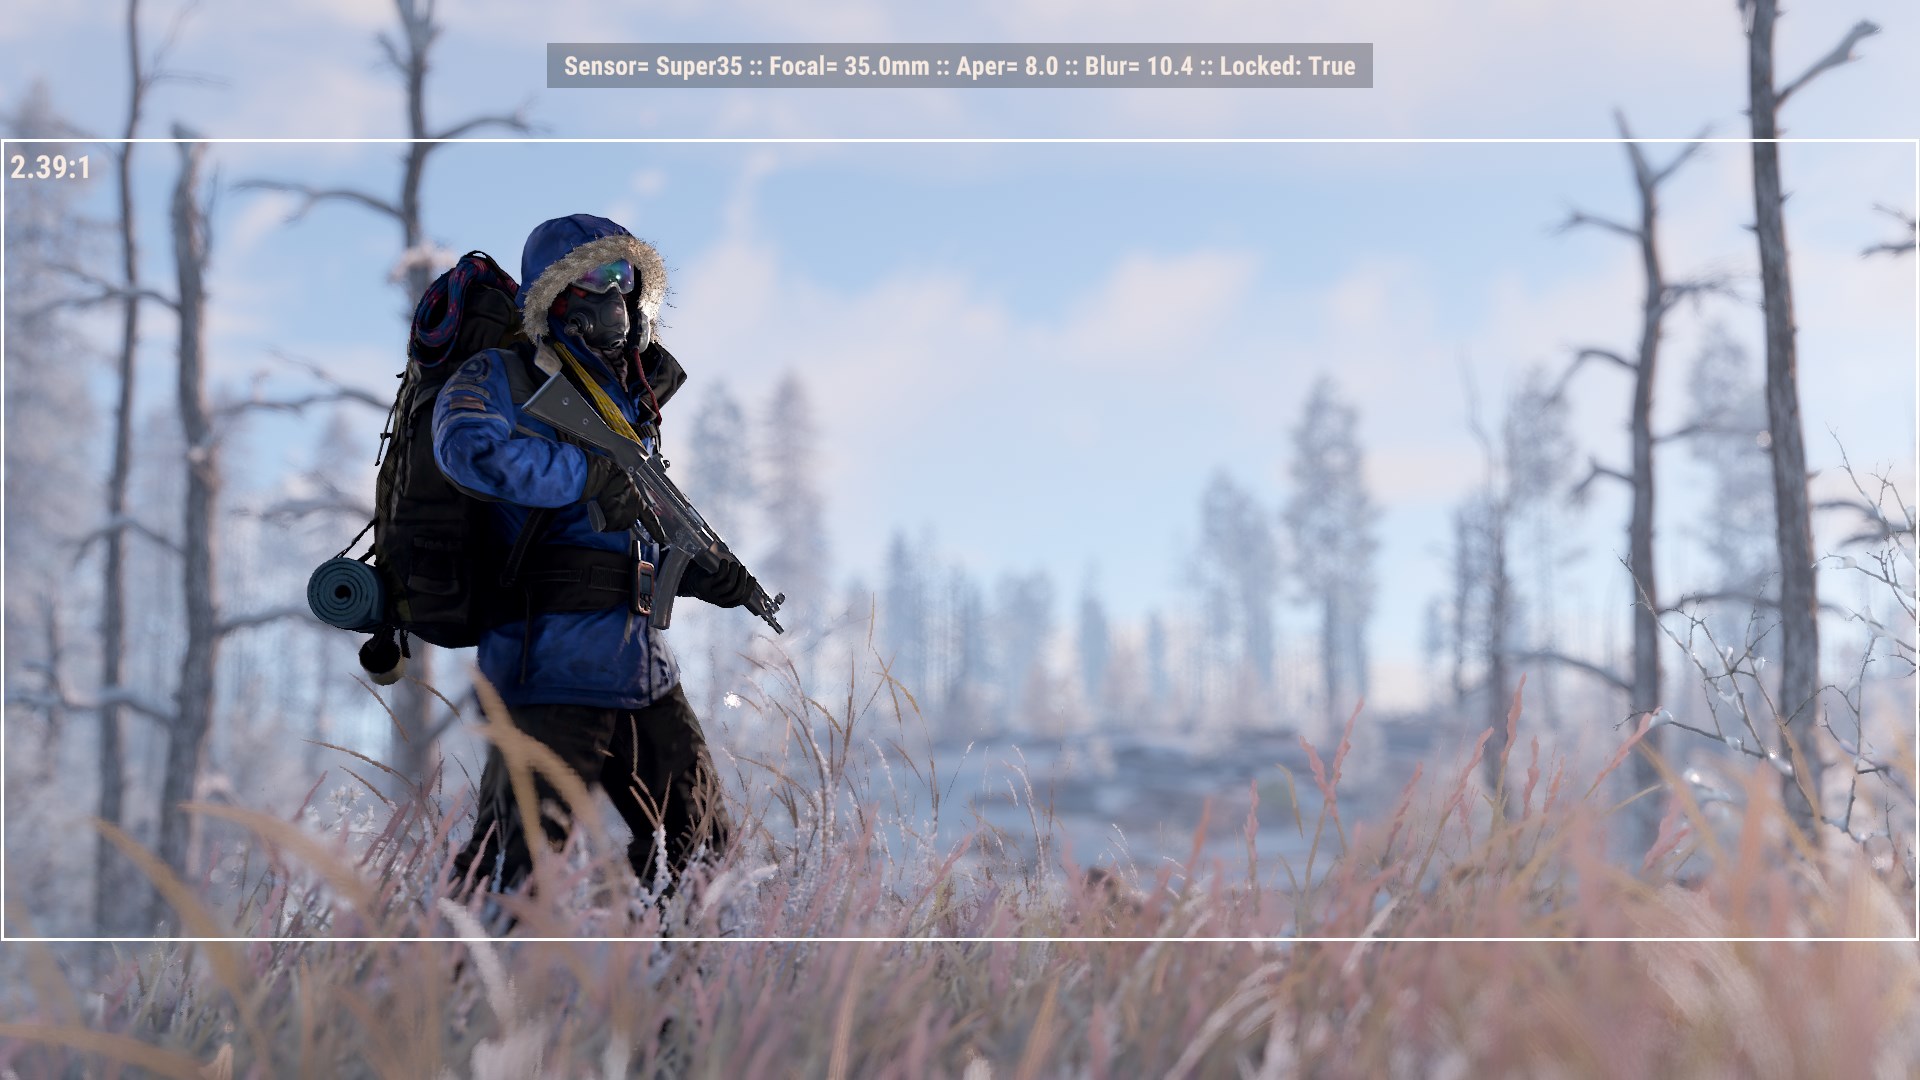 Sensor= Super35 :: Focal= 35.0mm :: Aper= 8.0 :: Blur= 10.4 :: Locked: True
2.39:1